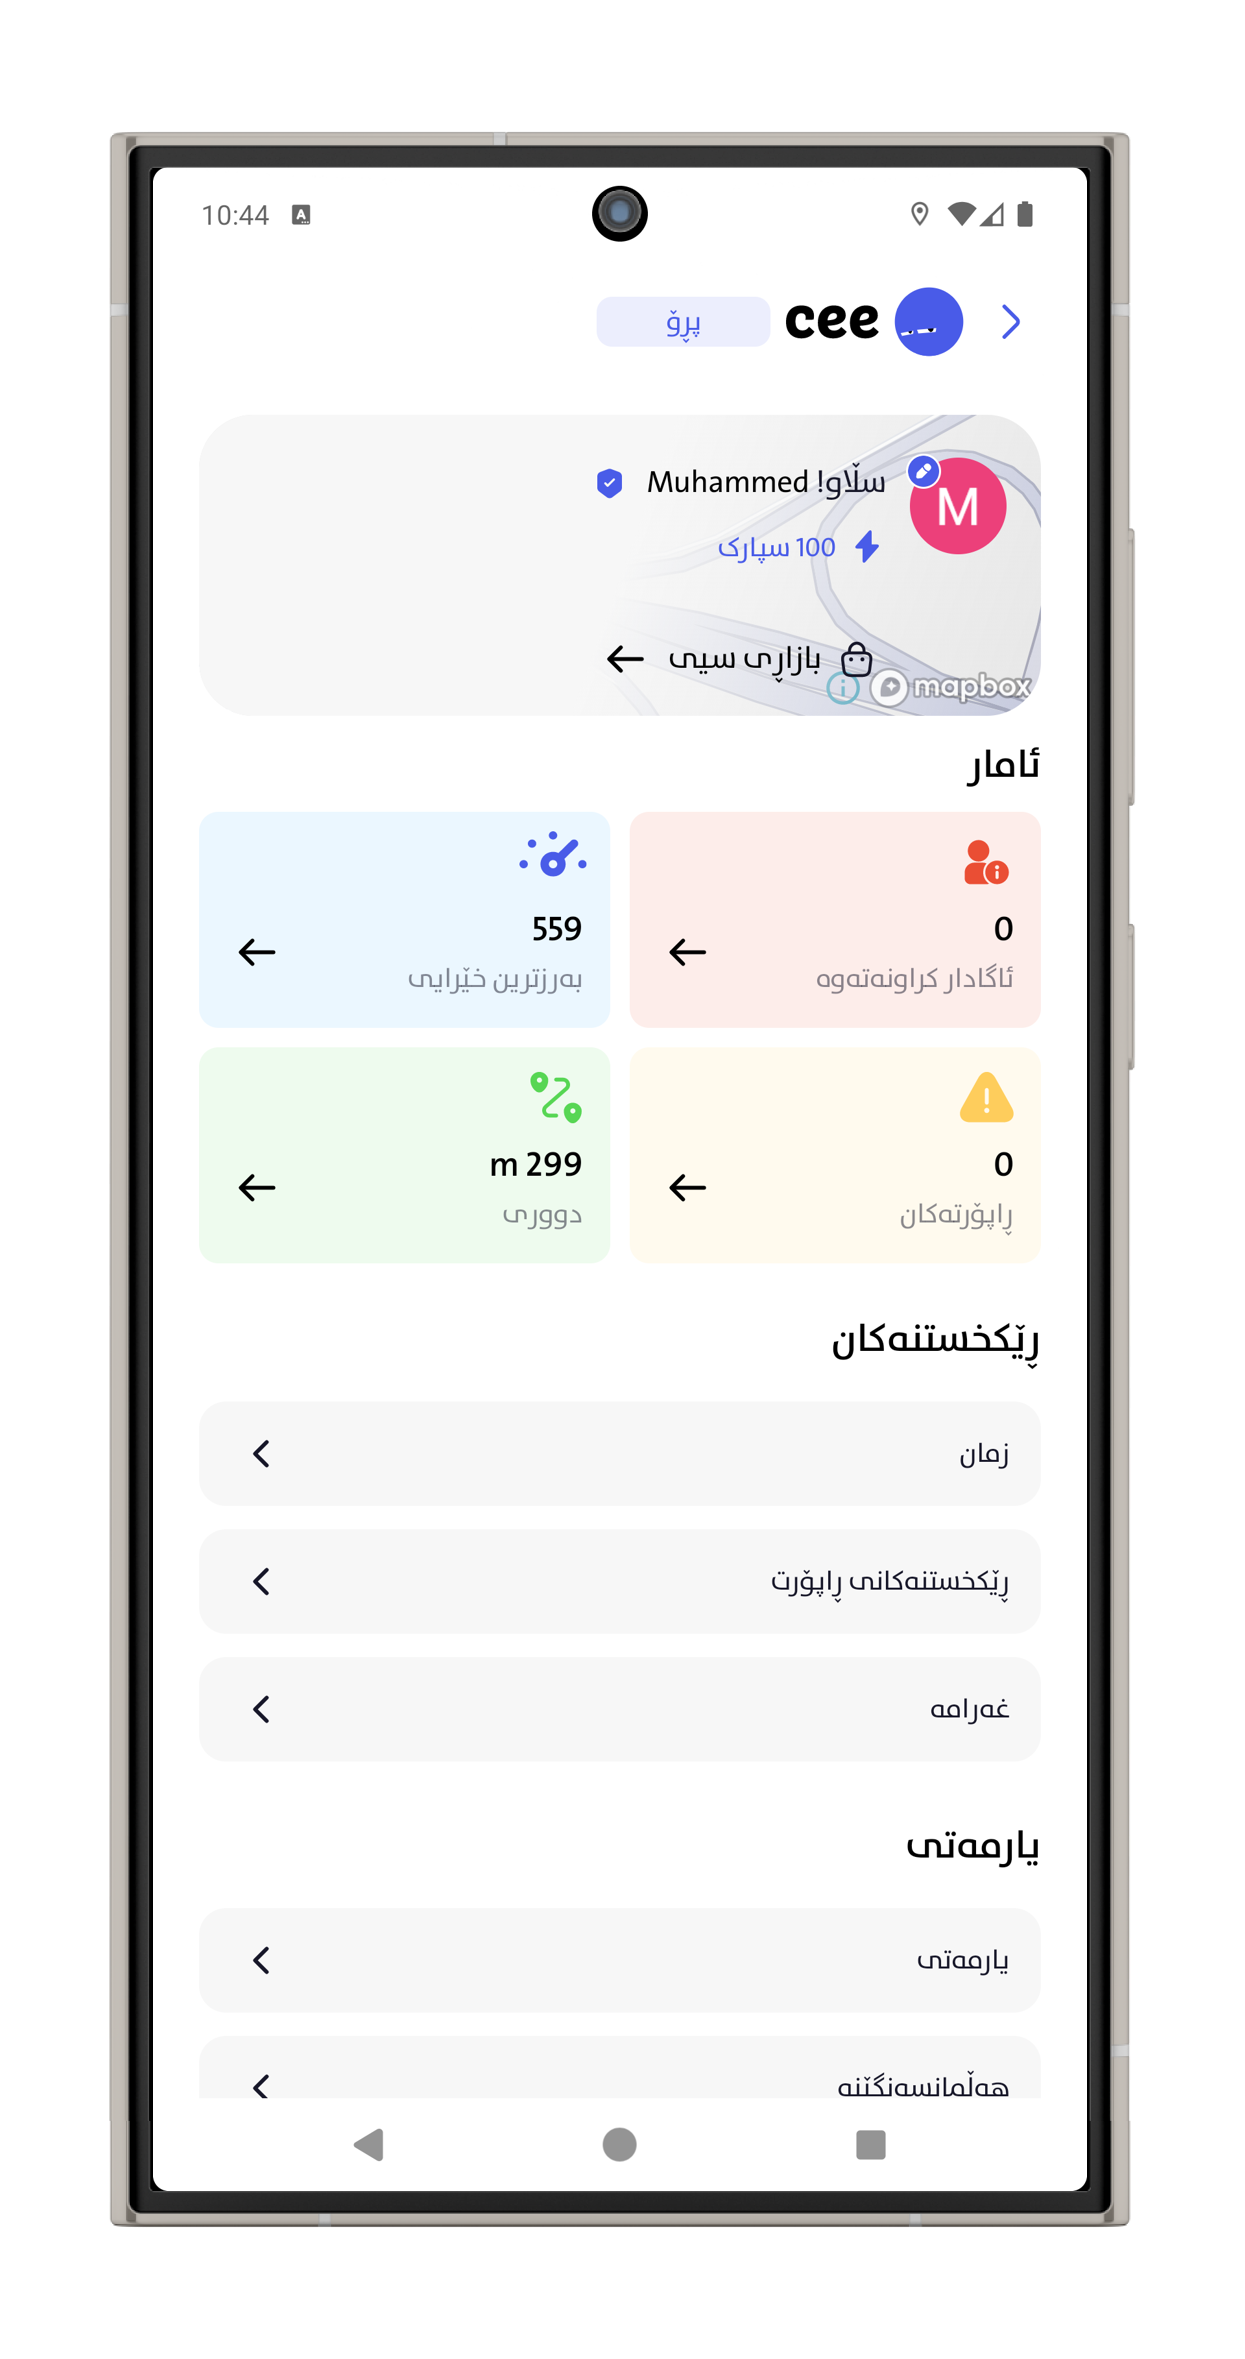 10:44
cee پرۆ
M
سڵاو! Muhammed
100 سپارک
بازاڕی سیی
mapbox
ئامار
0
ئاگادار کراونەتەوە
559
بەرزترین خێرایی
0
ڕاپۆرتەکان
299 m
دووری
ڕێکخستنەکان
زمان
ڕێکخستنەکانی ڕاپۆرت
غەرامە
یارمەتی
یارمەتی
هەڵمانسەنگێنە